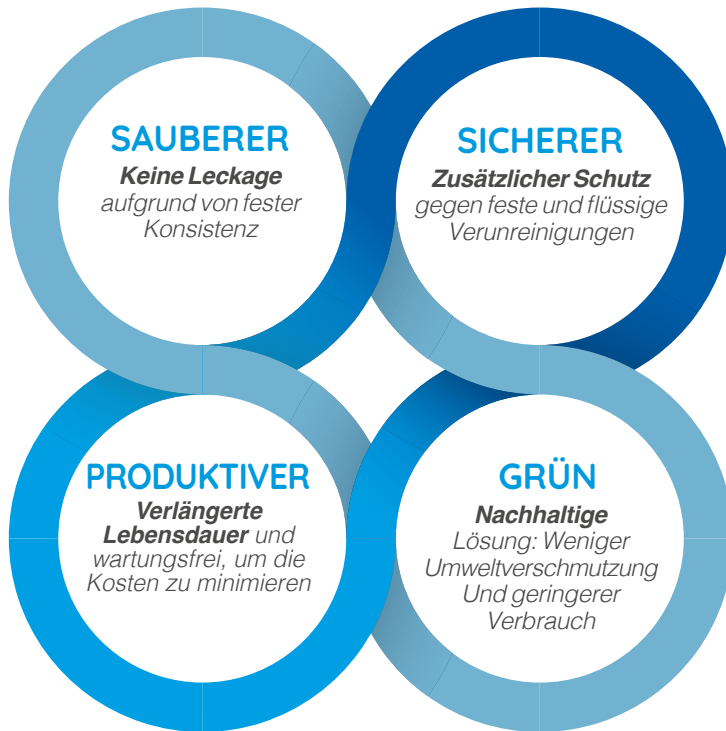 SAUBERER
Keine Leckage
aufgrund von fester
Konsistenz
SICHERER
Zusätzlicher Schutz
gegen feste und flüssige
Verunreinigungen
PRODUKTIVER
Verlängerte
Lebensdauer und
wartungsfrei, um die
Kosten zu minimieren
GRÜN
Nachhaltige
Lösung: Weniger
Umweltverschmutzung
Und geringerer
Verbrauch